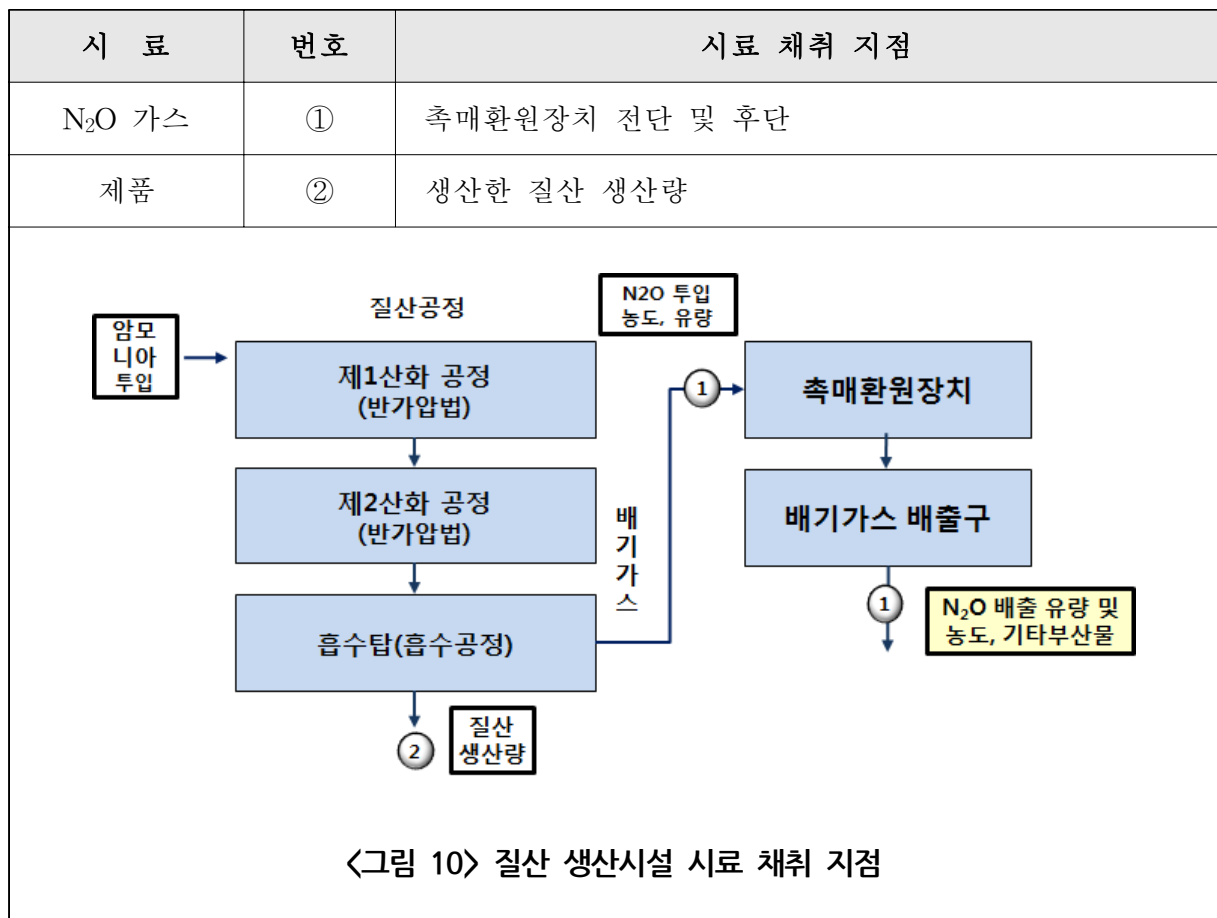 시 료 번호 시료 채취 지점
N₂O 가스 ① 촉매환원장치 전단 및 후단
제품 ② 생산한 질산 생산량
질산공정
N2O 투입
농도, 유량
암모
니아
투입
제1산화 공정
(반가압법)
1
촉매환원장치
제2산화 공정
(반가압법)
배
기
가
스
배기가스 배출구
흡수탑(흡수공정)
1
N₂O 배출 유량 및
농도, 기타부산물
2
질산
생산량
<그림 10> 질산 생산시설 시료 채취 지점